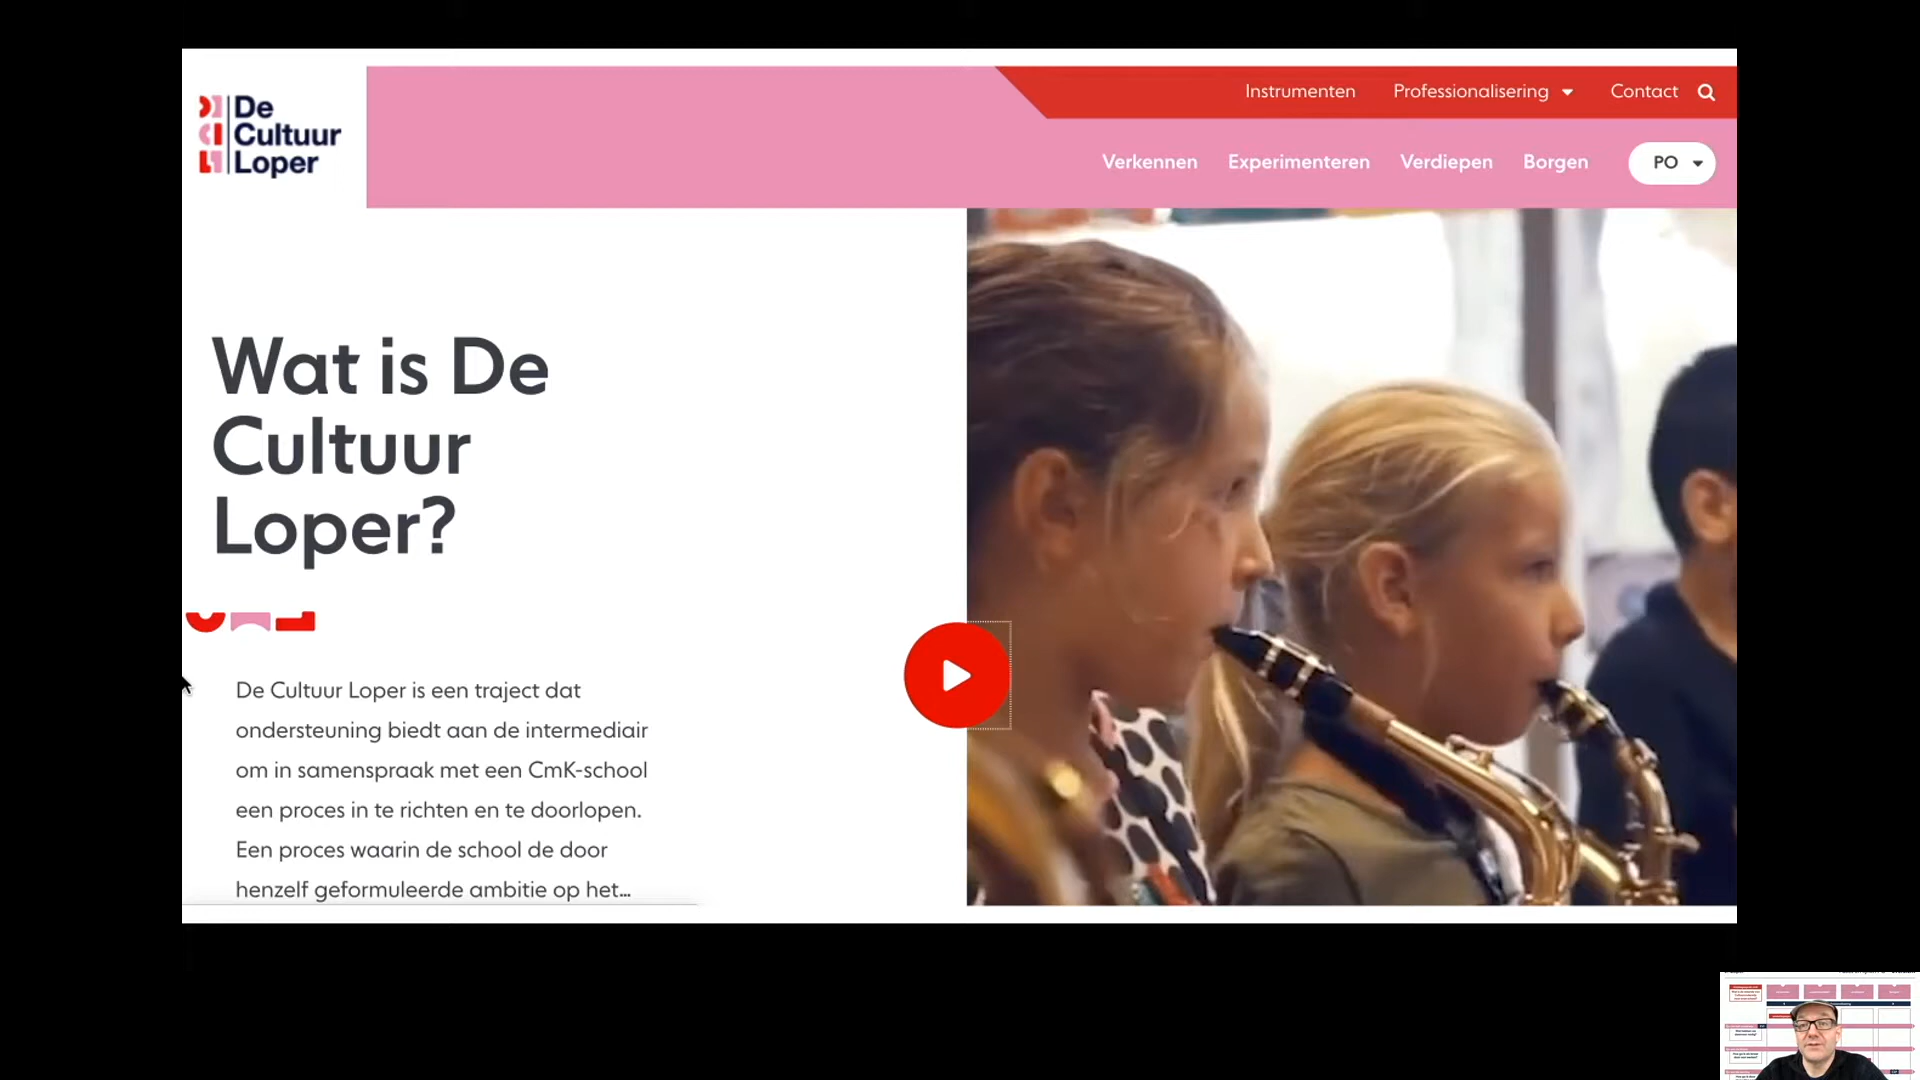 De
Cultuur
Loper
Instrumenten Professionalisering Contact
Verkennen Experimenteren Verdiepen Borgen PO
Wat is De
Cultuur
Loper?
De Cultuur Loper is een traject dat
ondersteuning biedt aan de intermediair
om in samenspraak met een CmK-school
een proces in te richten en te doorlopen.
Een proces waarin de school de door
henzelf geformuleerde ambitie op het...